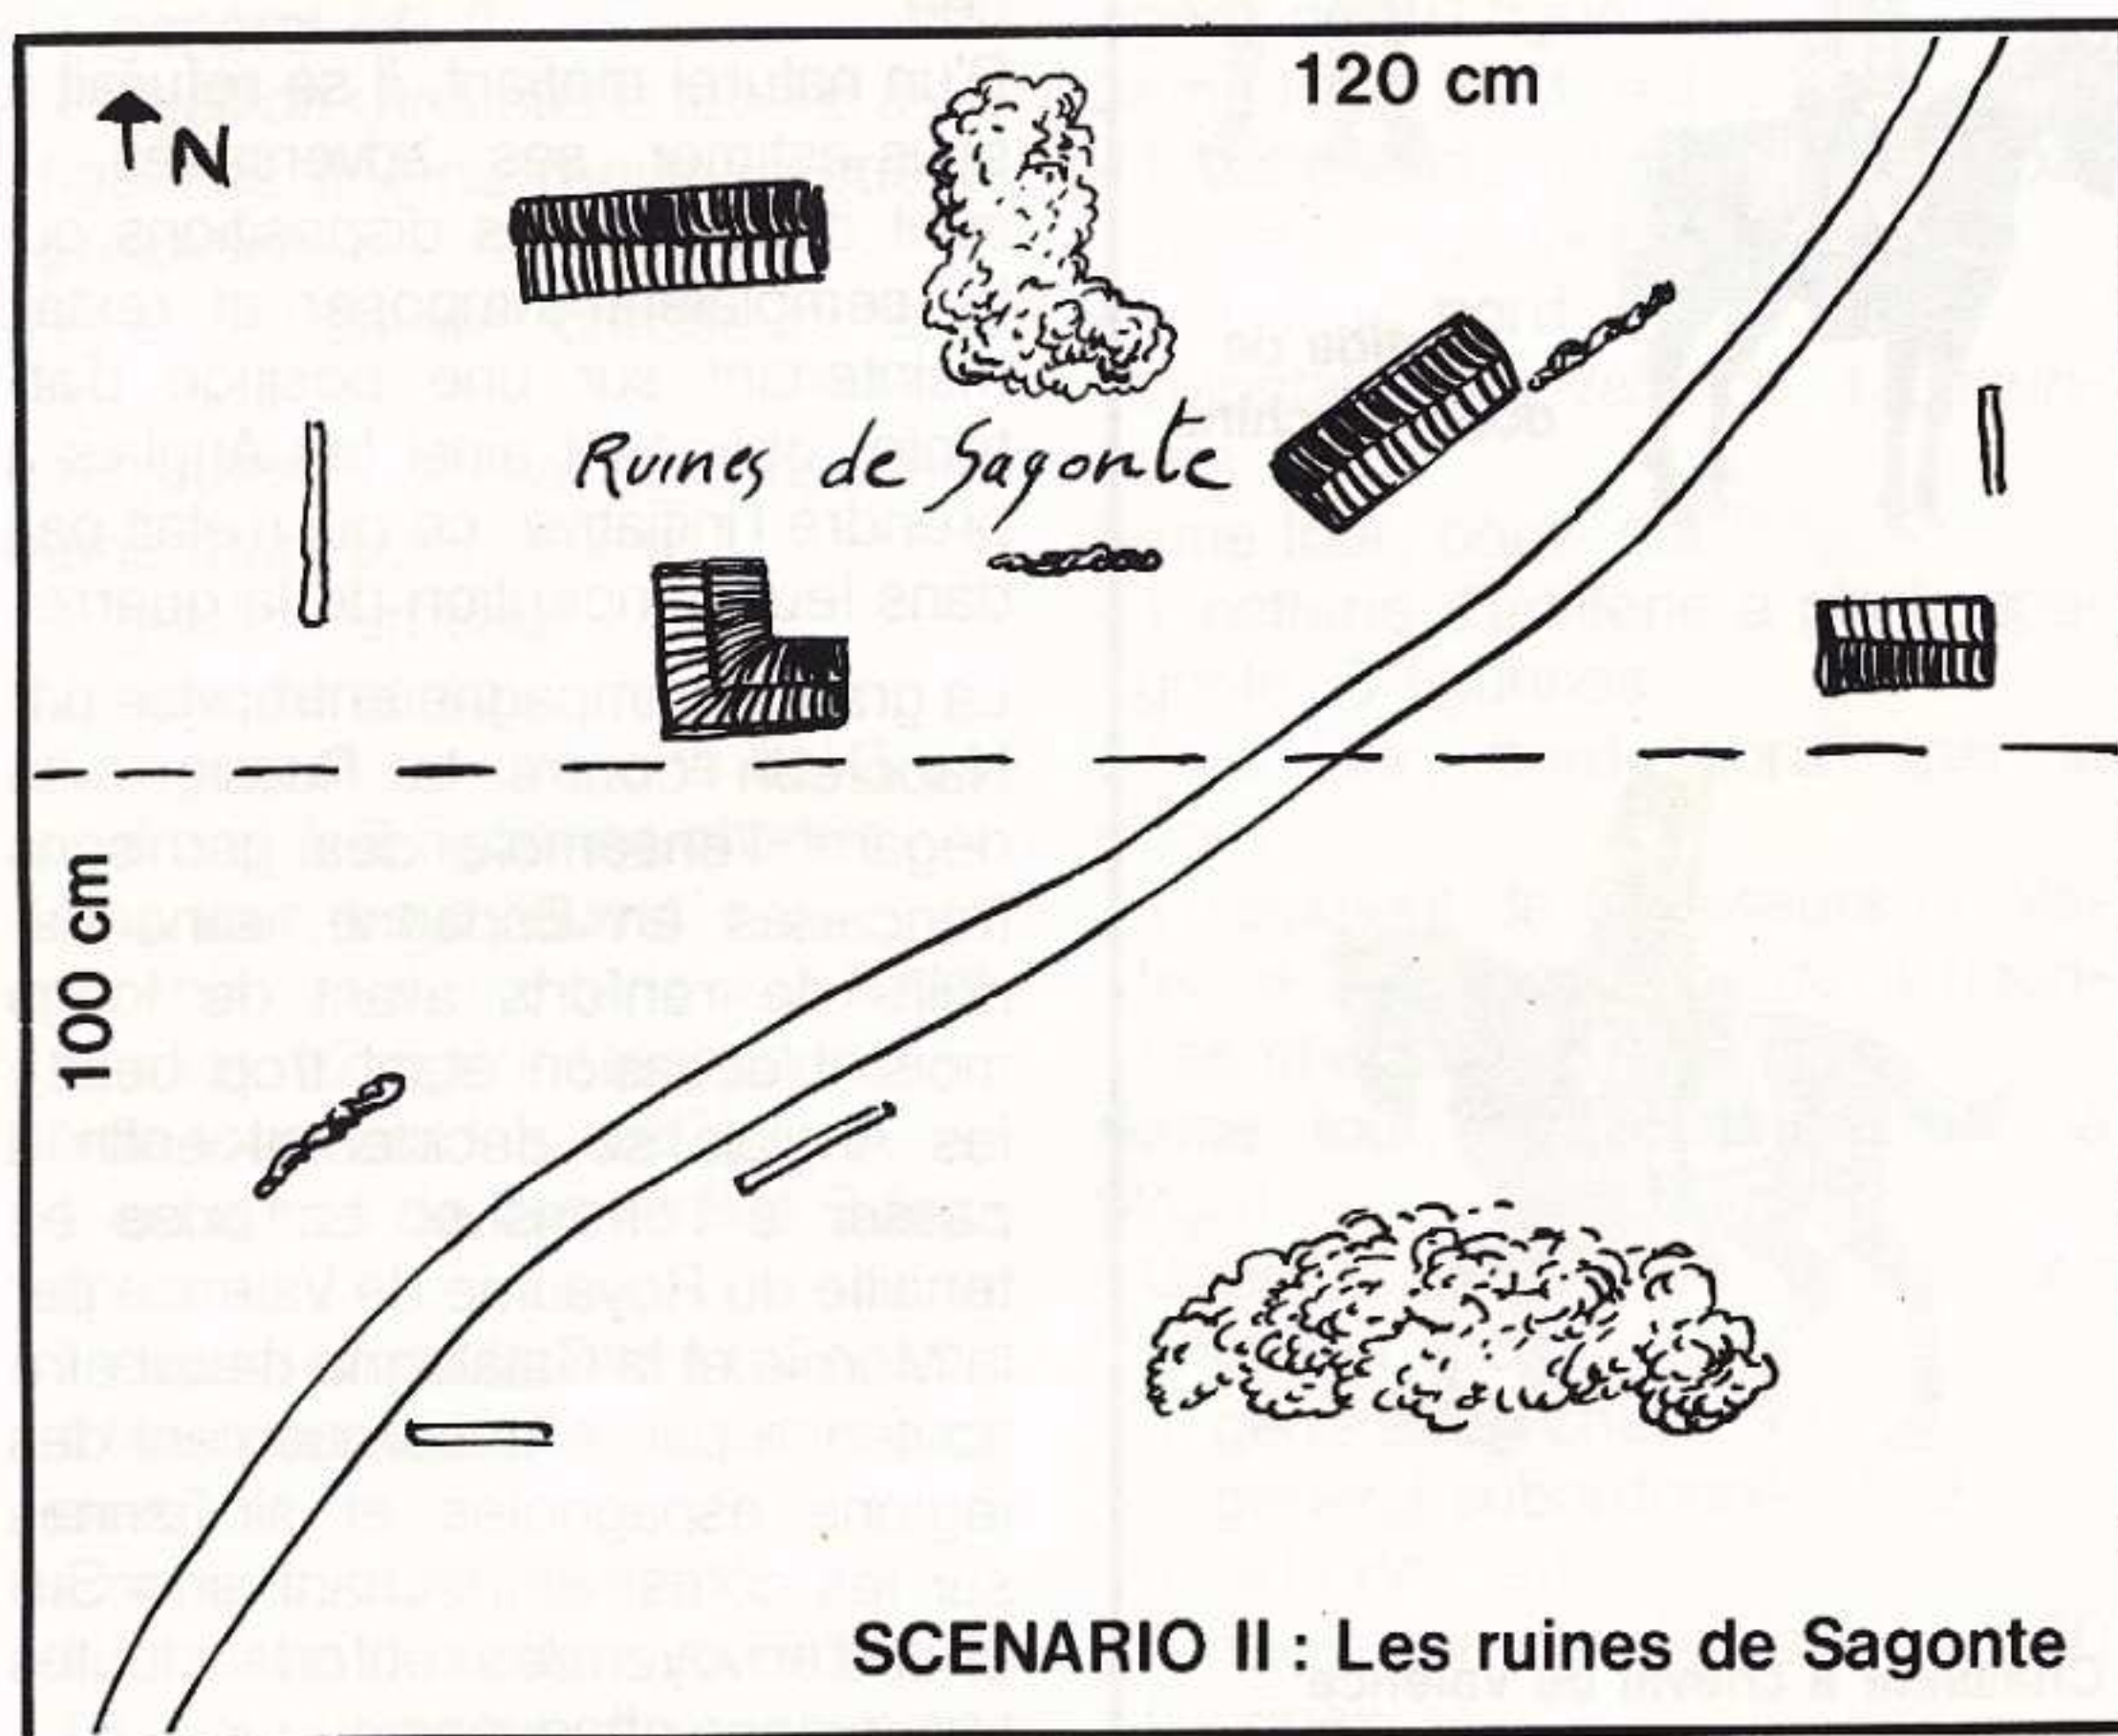 120 cm
N
Ruines de Sagonte
100 cm
SCENARIO II : Les ruines de Sagonte